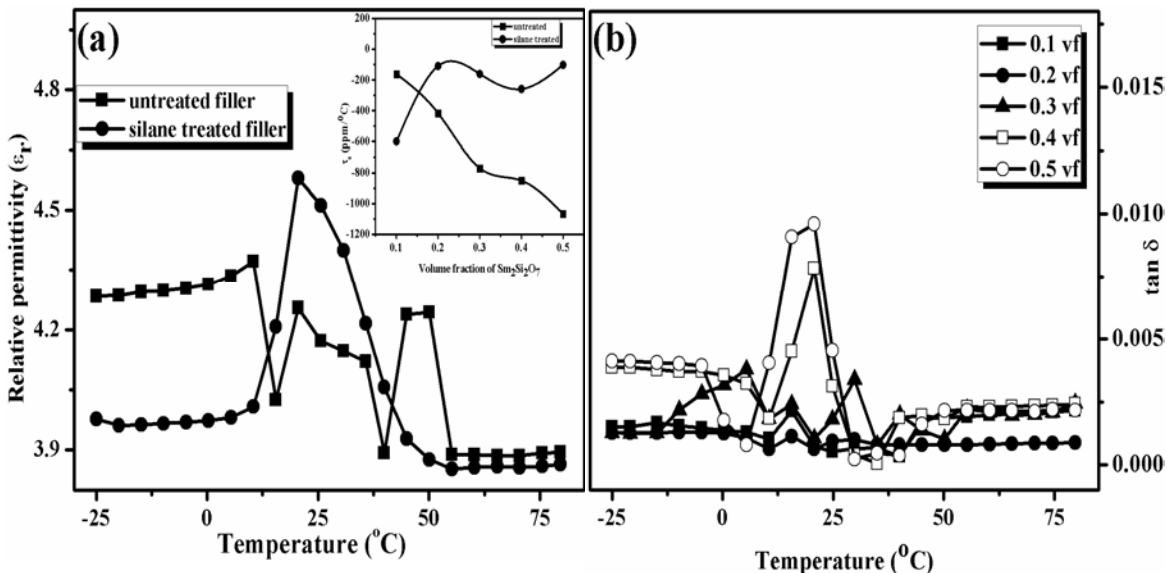 (a)
untreated filler
silane treated filler
Relative permittivity (εr)
4.8
4.5
4.2
3.9
-25 0 25 50 75
Temperature (°C)
untreated
silane treated
τε (ppm/°C)
200
0
-200
-400
-600
-800
-1000
-1200
0.1 0.2 0.3 0.4 0.5
Volume fraction of Sm2Si2O7
(b)
0.1 vf
0.2 vf
0.3 vf
0.4 vf
0.5 vf
0.015
0.010
0.005
0.000
tan δ
-25 0 25 50 75
Temperature (°C)